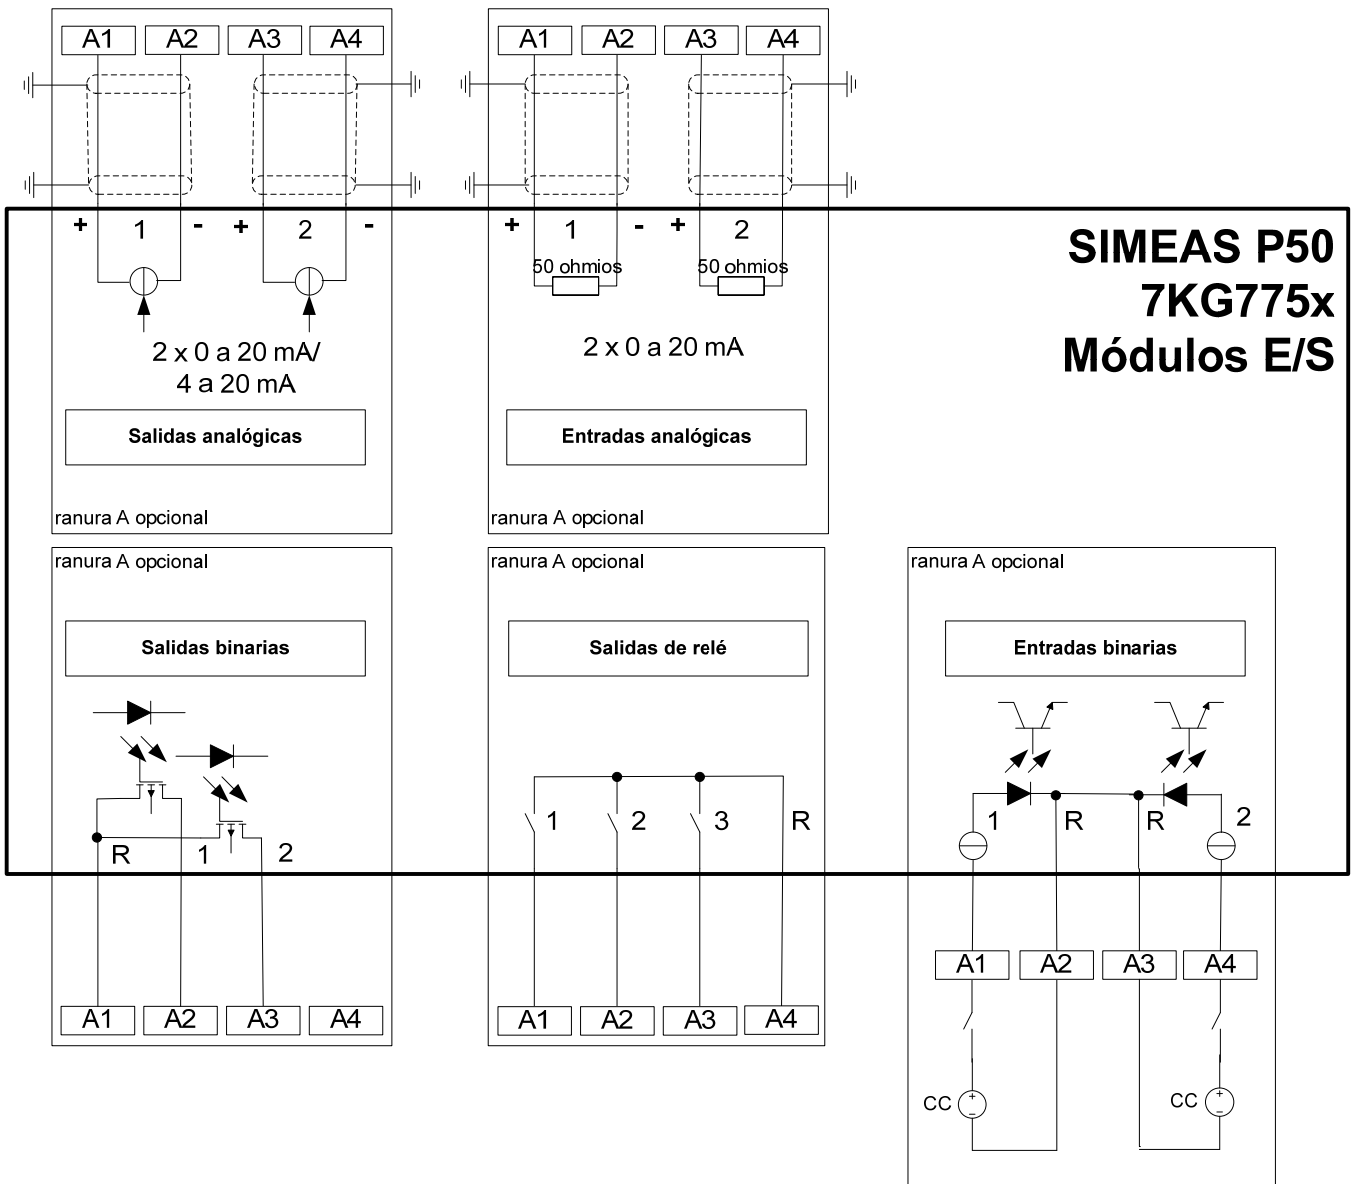 A1 A2 A3 A4
A1 A2 A3 A4
+ 1 - + 2 -
+ 1 - + 2
50 ohmios 50 ohmios
SIMEAS P50
7KG775x
Módulos E/S
2 x 0 a 20 mA/
4 a 20 mA
2 x 0 a 20 mA
Salidas analógicas
Entradas analógicas
ranura A opcional
ranura A opcional
ranura A opcional
ranura A opcional
ranura A opcional
Salidas binarias
Salidas de relé
Entradas binarias
R 1 2
1 2 3 R
1 R R 2
A1 A2 A3 A4
A1 A2 A3 A4
A1 A2 A3 A4
CC + -
CC + -